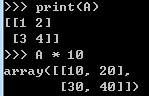 >>> print(A)
[[1 2]
 [3 4]]
>>> A * 10
array([[10, 20],
       [30, 40]])